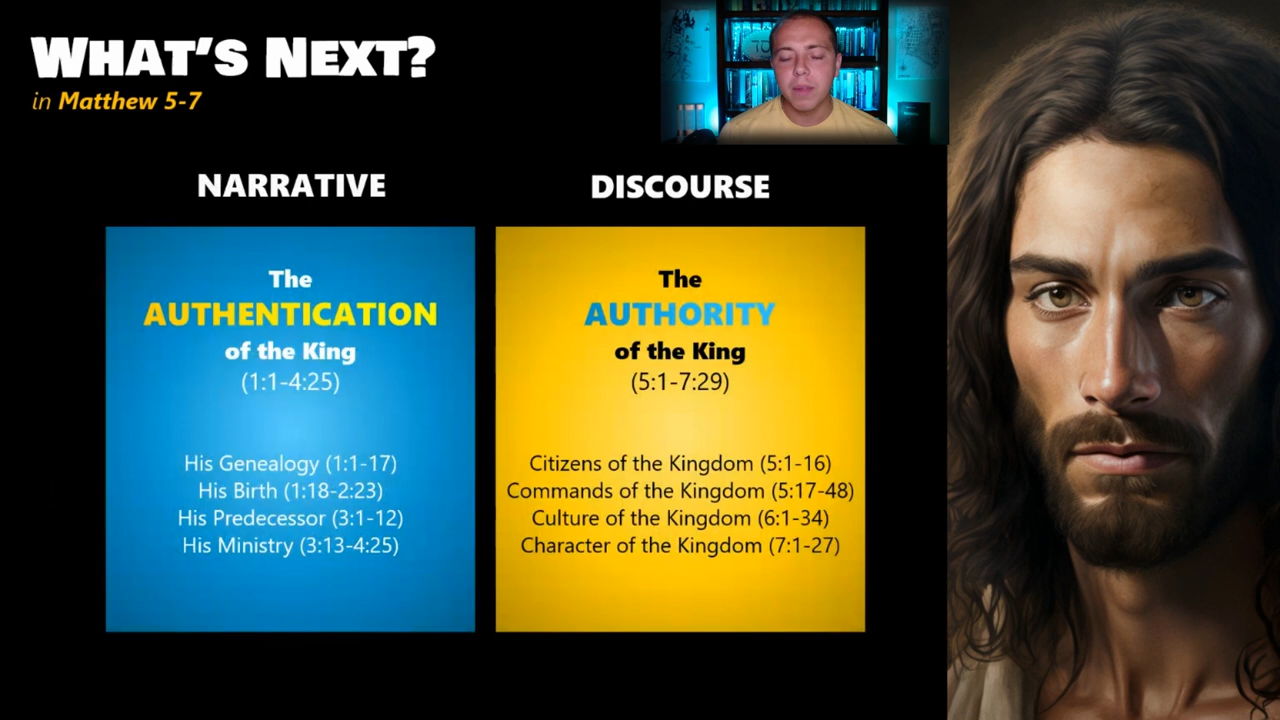 WHAT'S NEXT?
in Matthew 5-7
NARRATIVE
The
AUTHENTICATION
of the King
(1:1-4:25)
His Genealogy (1:1-17)
His Birth (1:18-2:23)
His Predecessor (3:1-12)
His Ministry (3:13-4:25)
DISCOURSE
The
AUTHORITY
of the King
(5:1-7:29)
Citizens of the Kingdom (5:1-16)
Commands of the Kingdom (5:17-48)
Culture of the Kingdom (6:1-34)
Character of the Kingdom (7:1-27)